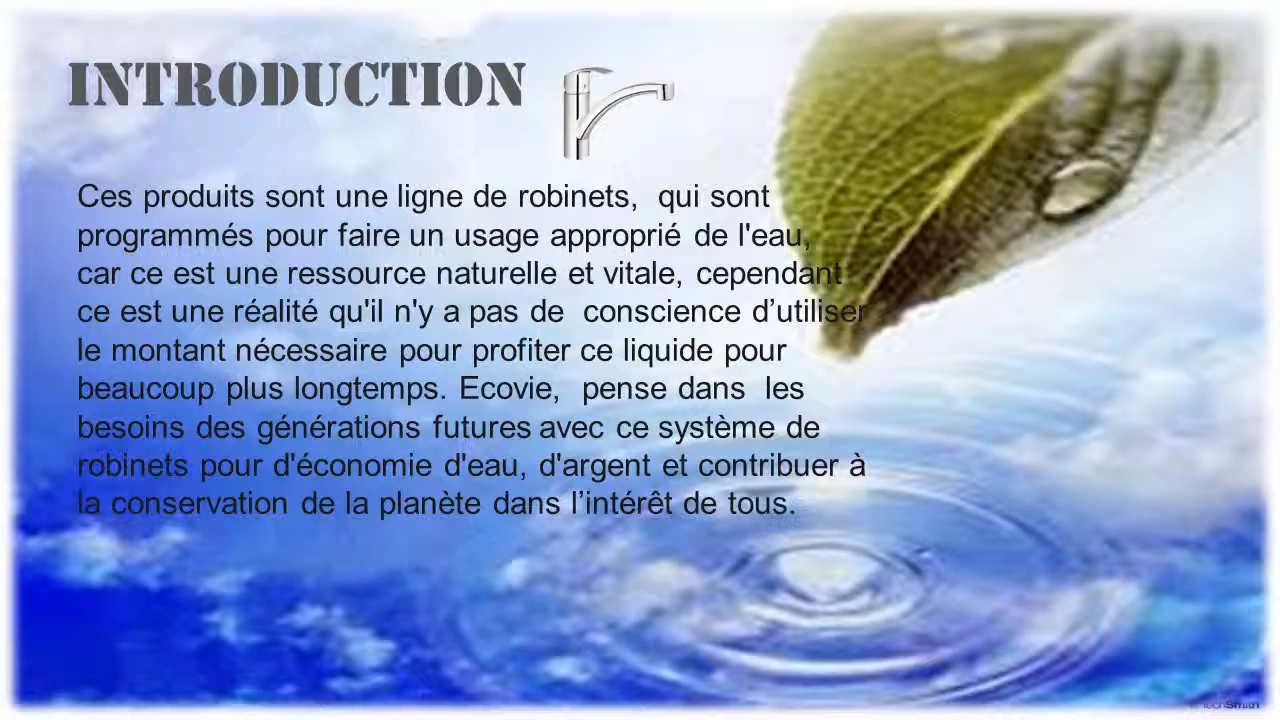 INTRODUCTION
Ces produits sont une ligne de robinets, qui sont
programmés pour faire un usage approprié de l'eau,
car ce est une ressource naturelle et vitale, cependant
ce est une réalité qu'il n'y a pas de conscience d’utiliser
le montant nécessaire pour profiter ce liquide pour
beaucoup plus longtemps. Ecovie, pense dans les
besoins des générations futures avec ce système de
robinets pour d'économie d'eau, d'argent et contribuer à
la conservation de la planète dans l’intérêt de tous.
TechSmith